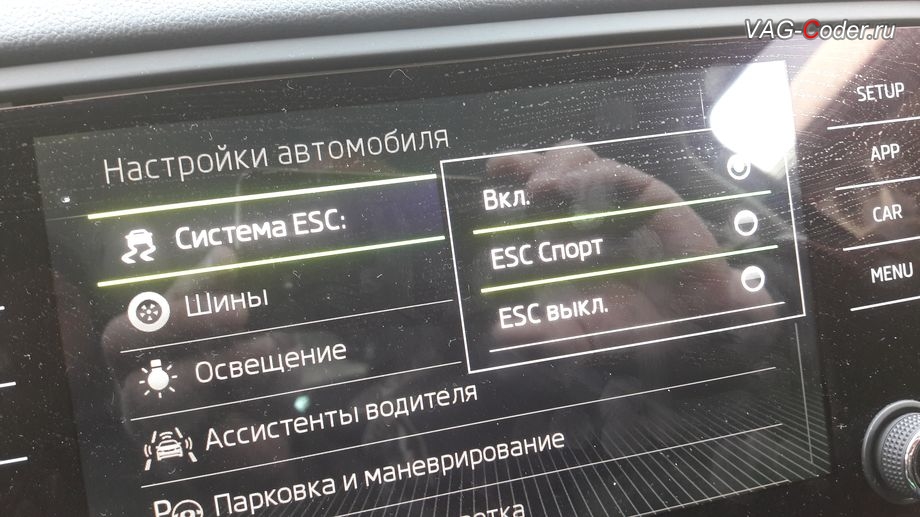 VAG-Coder.ru
SETUP
APP
CAR
MENU
Настройки автомобиля
Система ESC:
Вкл.
ESC Спорт
ESC выкл.
Шины
Освещение
Ассистенты водителя
Парковка и маневрирование